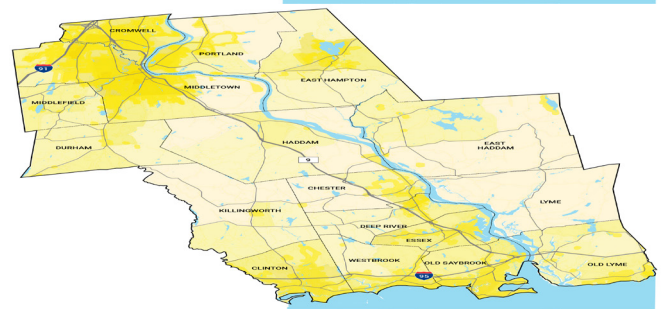 CROMWELL
PORTLAND
91
EAST HAMPTON
MIDDLETOWN
MIDDLEFIELD
HADDAM
EAST
HADDAM
DURHAM
9
CHESTER
LYME
KILLINGWORTH
DEEP RIVER
ESSEX
WESTBROOK
OLD SAYBROOK
OLD LYME
CLINTON
95